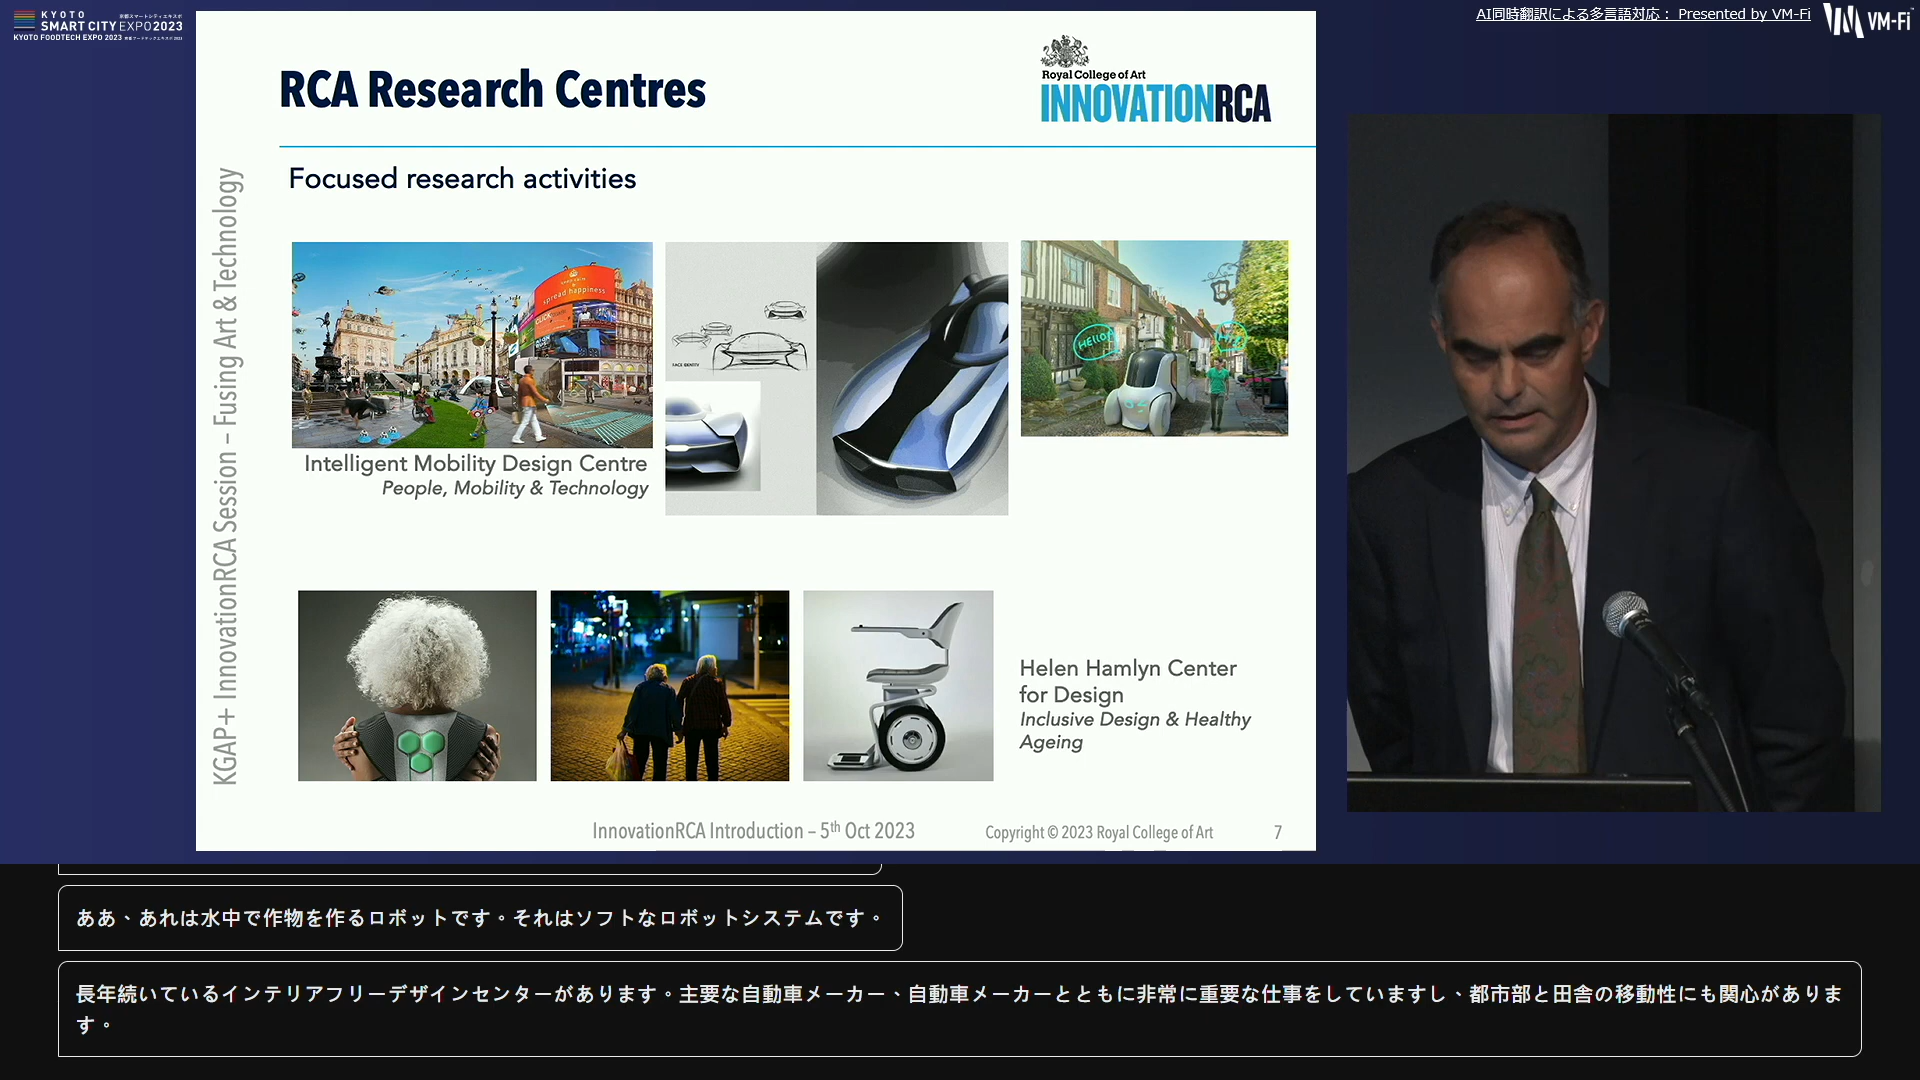 KYOTO
SMART CITY EXPO2023
KYOTO FOODTECH EXPO 2023
AI同時翻訳による多言語対応： Presented by VM-Fi
VM-Fi
RCA Research Centres
Royal College of Art
INNOVATIONRCA
Focused research activities
KGAP+ InnovationRCA Session – Fusing Art & Technology
spread happiness
FACE IDENTITY
HELLO!
Intelligent Mobility Design Centre
People, Mobility & Technology
Helen Hamlyn Center
for Design
Inclusive Design & Healthy
Ageing
InnovationRCA Introduction – 5th Oct 2023
Copyright © 2023 Royal College of Art
7
ああ、あれは水中で作物を作るロボットです。それはソフトなロボットシステムです。
長年続いているインテリアフリーデザインセンターがあります。主要な自動車メーカー、自動車メーカーとともに非常に重要な仕事をしていますし、都市部と田舎の移動性にも関心がありま
す。